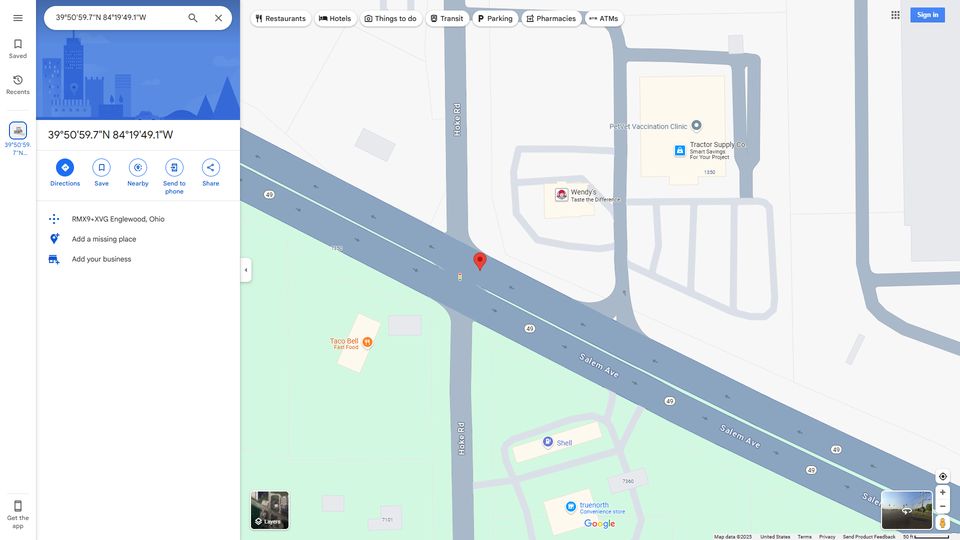 39°50'59.7"N 84°19'49.1"W
Restaurants
Hotels
Things to do
Transit
Parking
Pharmacies
ATMs
Sign in
Saved
Recents
39°50'59.
7"N...
39°50'59.7"N 84°19'49.1"W
Directions
Save
Nearby
Send to
phone
Share
RMX9+XVG Englewood, Ohio
Add a missing place
Add your business
Get the
app
Hoke Rd
PetVet Vaccination Clinic
Tractor Supply Co.
Smart Savings
For Your Project
1350
Wendy's
Taste the Difference
49
Taco Bell
Fast Food
49
Salem Ave
49
Hoke Rd
Shell
Salem Ave
49
49
7360
Salem
truenorth
Convenience store
7101
Layers
Google
Map data ©2025
United States
Terms
Privacy
Send Product Feedback
50 ft